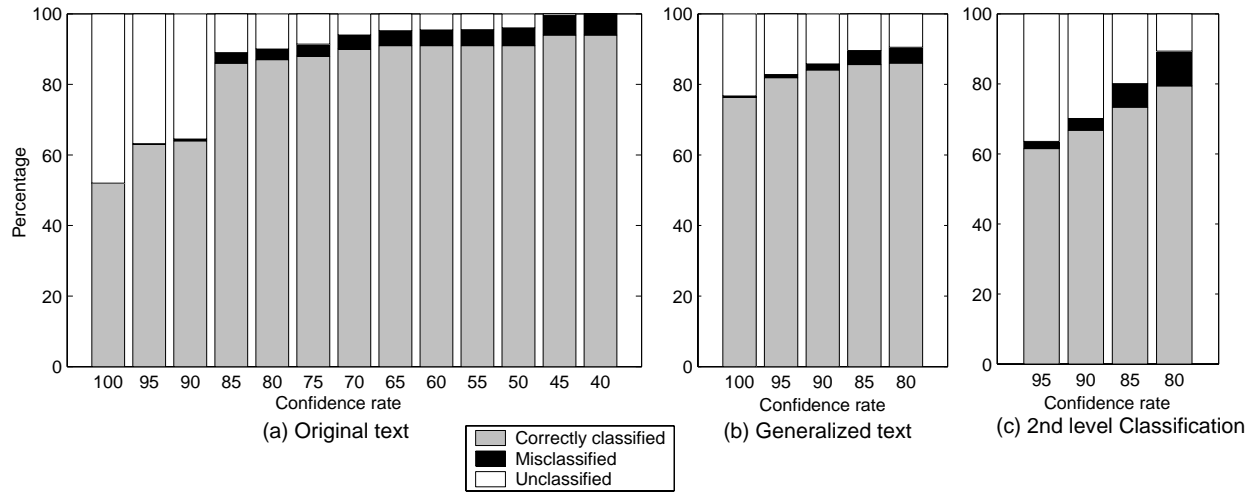 Percentage
100
80
60
40
20
0
100 95 90 85 80 75 70 65 60 55 50 45 40
Confidence rate
(a) Original text
100
80
60
40
20
0
100 95 90 85 80
Confidence rate
(b) Generalized text
100
80
60
40
20
0
95 90 85 80
Confidence rate
(c) 2nd level Classification
Correctly classified
Misclassified
Unclassified